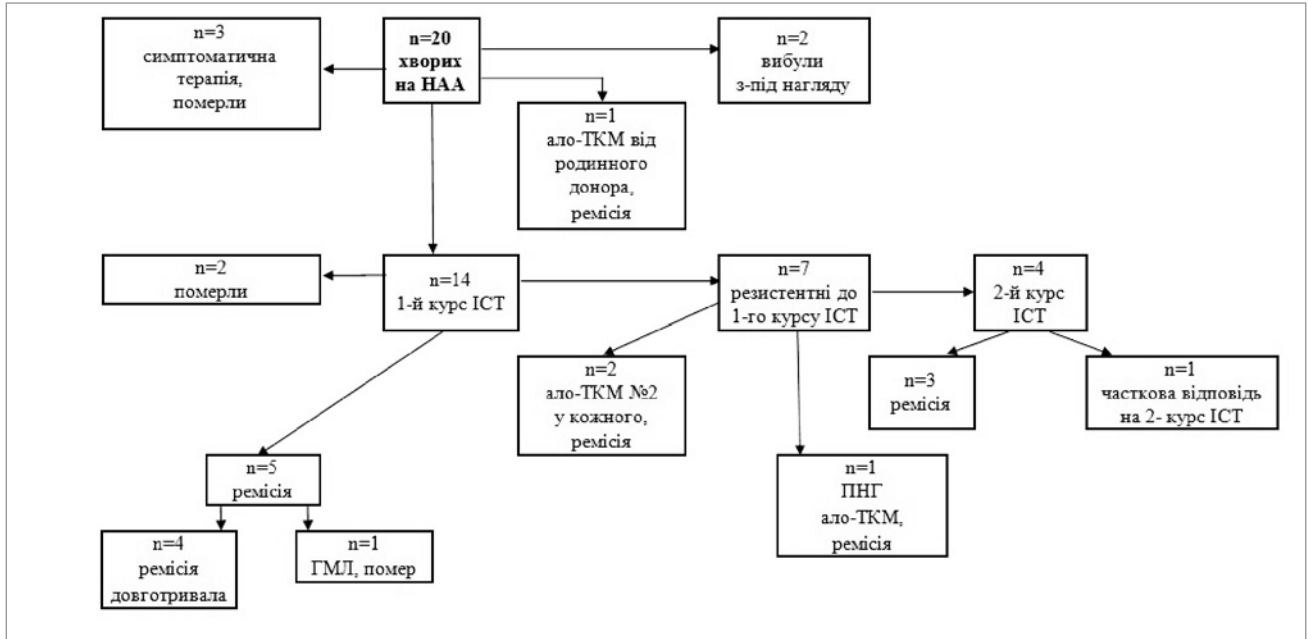 n=3
симптоматична
терапія,
померли
n=20
хворих
на НАА
n=2
вибули
з-під нагляду
n=1
ало-ТКМ від
родинного
донора,
ремісія
n=2
померли
n=14
1-й курс ІСТ
n=7
резистентні до
1-го курсу ІСТ
n=4
2-й курс
ІСТ
n=2
ало-ТКМ №2
у кожного,
ремісія
n=3
ремісія
n=1
часткова відповідь
на 2- курс ІСТ
n=5
ремісія
n=1
ПНГ
ало-ТКМ,
ремісія
n=4
ремісія
довготривала
n=1
ГМЛ, помер